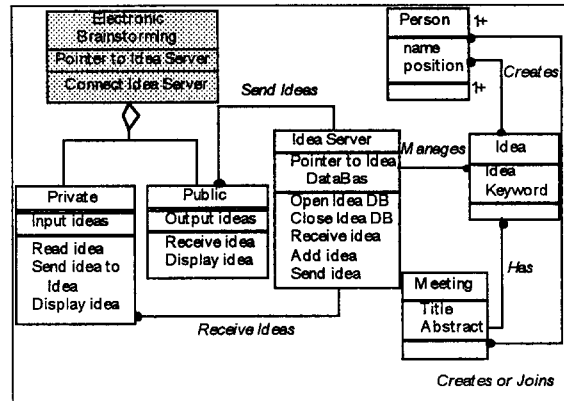 Electronic
Brainstorming
Pointer to Idea Server
Connect Idea Server
Person
1+
name
position
1+
Creates
Send Ideas
Idea Server
Pointer to Idea
DataBas
Open Idea DB
Close Idea DB
Receive idea
Add idea
Send idea
Manages
Idea
Idea
Keyword
Private
Input ideas
Read idea
Send idea to
Idea
Display idea
Public
Output ideas
Receive idea
Display idea
Receive Ideas
Has
Meeting
Title
Abstract
Creates or Joins